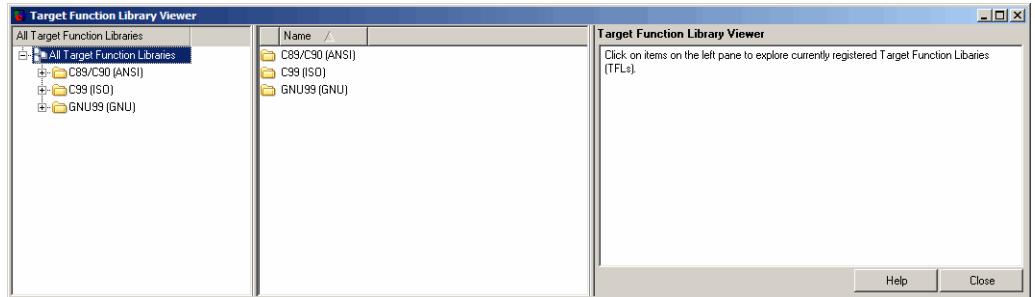 Target Function Library Viewer
All Target Function Libraries
All Target Function Libraries
C89/C90 (ANSI)
C99 (ISO)
GNU99 (GNU)
Name
C89/C90 (ANSI)
C99 (ISO)
GNU99 (GNU)
Target Function Library Viewer
Click on items on the left pane to explore currently registered Target Function Libaries
(TFLs).
Help
Close